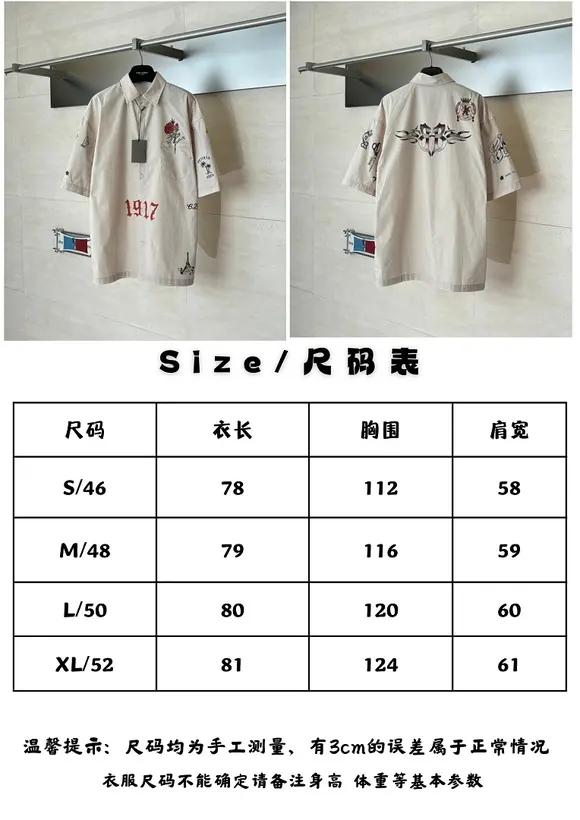 1917
Size/尺码表
尺码 衣长 胸围 肩宽
S/46 78 112 58
M/48 79 116 59
L/50 80 120 60
XL/52 81 124 61
温馨提示：尺码均为手工测量，有3cm的误差属于正常情况
衣服尺码不能确定请备注身高 体重等基本参数